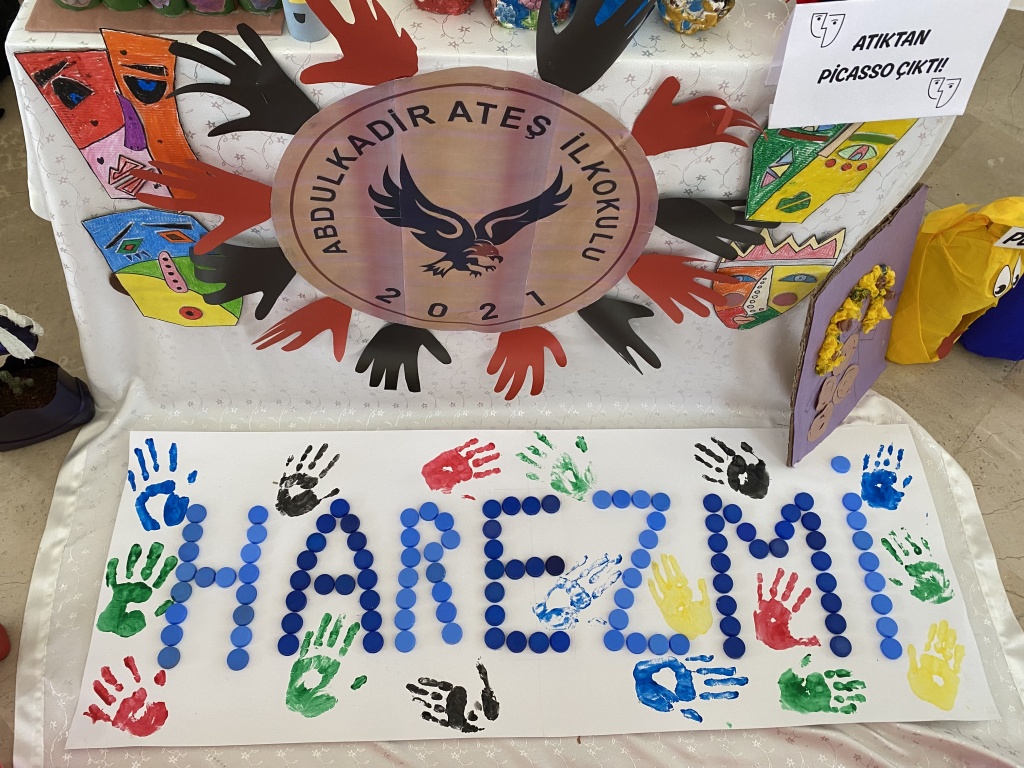 ATIKTAN
PİCASSO ÇIKTI!!
ABDULKADİR ATEŞ İLKOKULU
2021
HAREZMİ